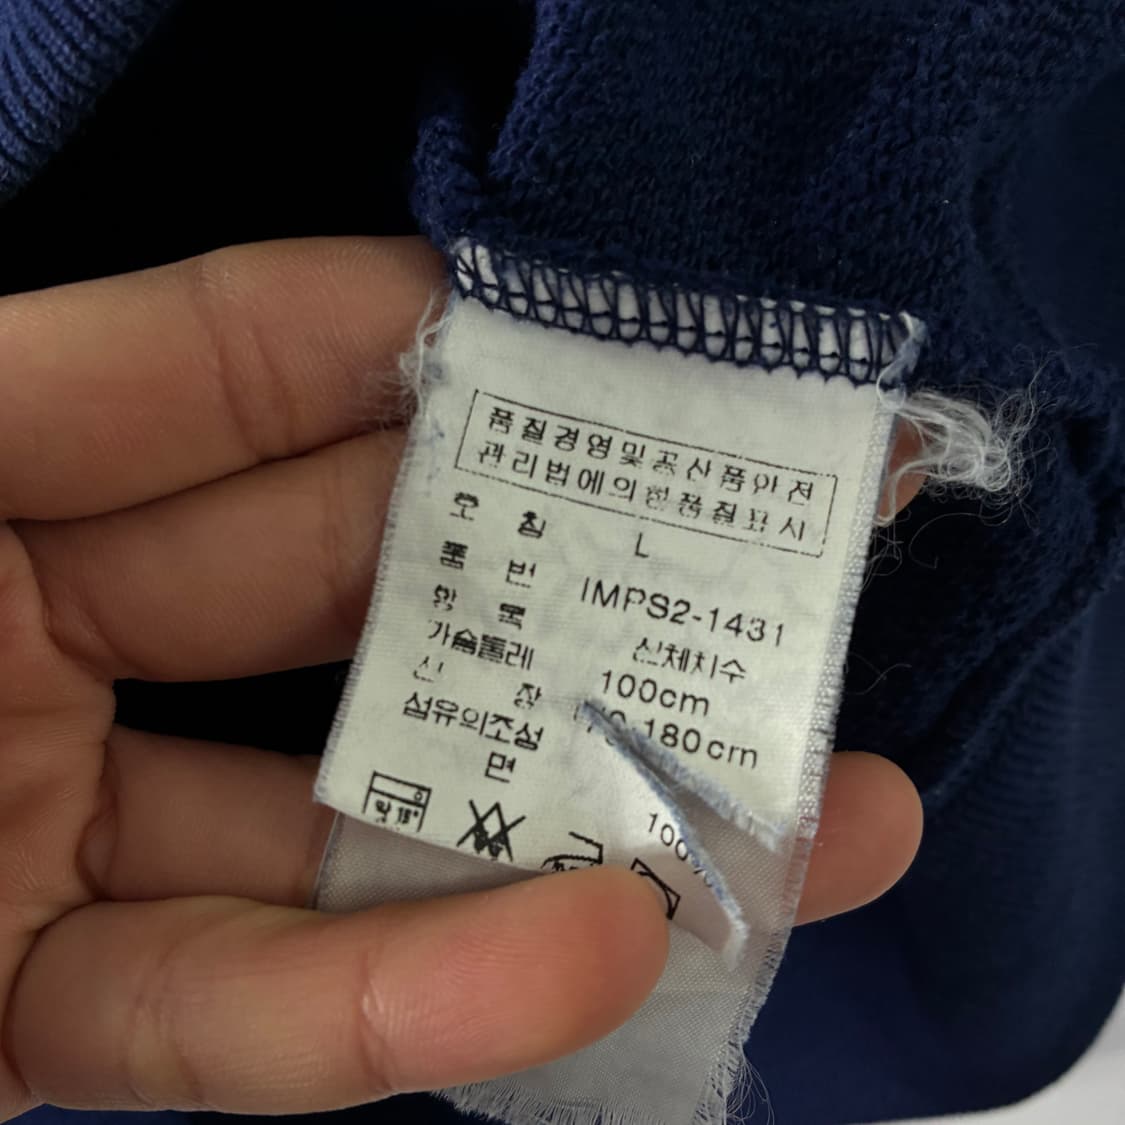 품질경영및공산품안전
관리법에의한품질표시
호 칭 L
품 번 IMPS2-1431
항 목 신체치수
가슴둘레 100cm
신 장 180cm
섬유의조성
면 100%
약 15°